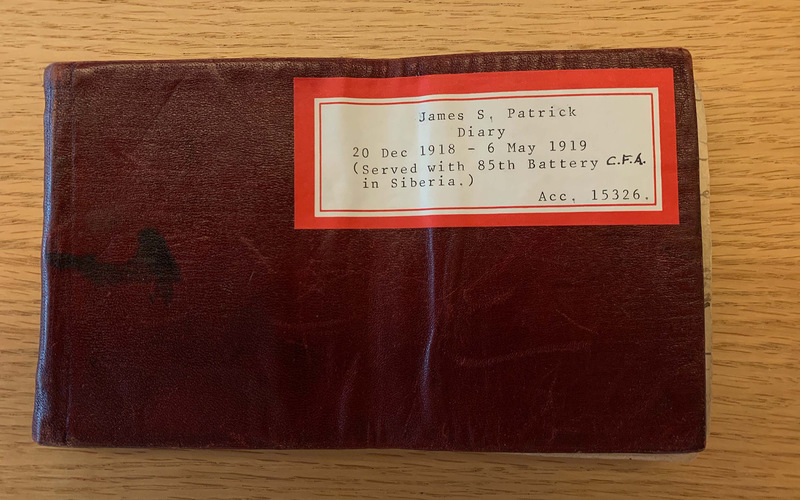 James S. Patrick
Diary
20 Dec 1918 - 6 May 1919
(Served with 85th Battery C.F.A.
in Siberia.)
Acc. 15326.